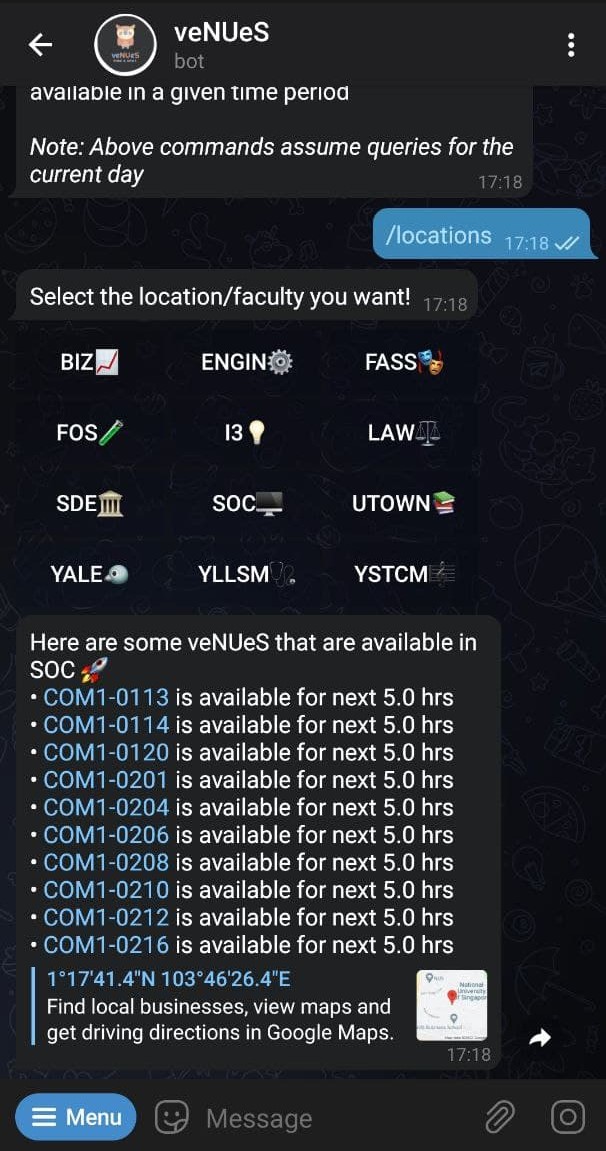 veNUeS
bot
available in a given time period
Note: Above commands assume queries for the
current day
17:18
/locations 17:18
Select the location/faculty you want! 17:18
BIZ📈 ENGIN⚙️ FASS🎭
FOS🧪 I3💡 LAW⚖️
SDE🏛️ SOC🖥️ UTOWN📚
YALE🐦 YLLSM🩺 YSTCM🎼
Here are some veNUeS that are available in
SOC 🚀
• COM1-0113 is available for next 5.0 hrs
• COM1-0114 is available for next 5.0 hrs
• COM1-0120 is available for next 5.0 hrs
• COM1-0201 is available for next 5.0 hrs
• COM1-0204 is available for next 5.0 hrs
• COM1-0206 is available for next 5.0 hrs
• COM1-0208 is available for next 5.0 hrs
• COM1-0210 is available for next 5.0 hrs
• COM1-0212 is available for next 5.0 hrs
• COM1-0216 is available for next 5.0 hrs
1°17'41.4"N 103°46'26.4"E
Find local businesses, view maps and
get driving directions in Google Maps.
National
University
f Singapor
17:18
Menu
Message